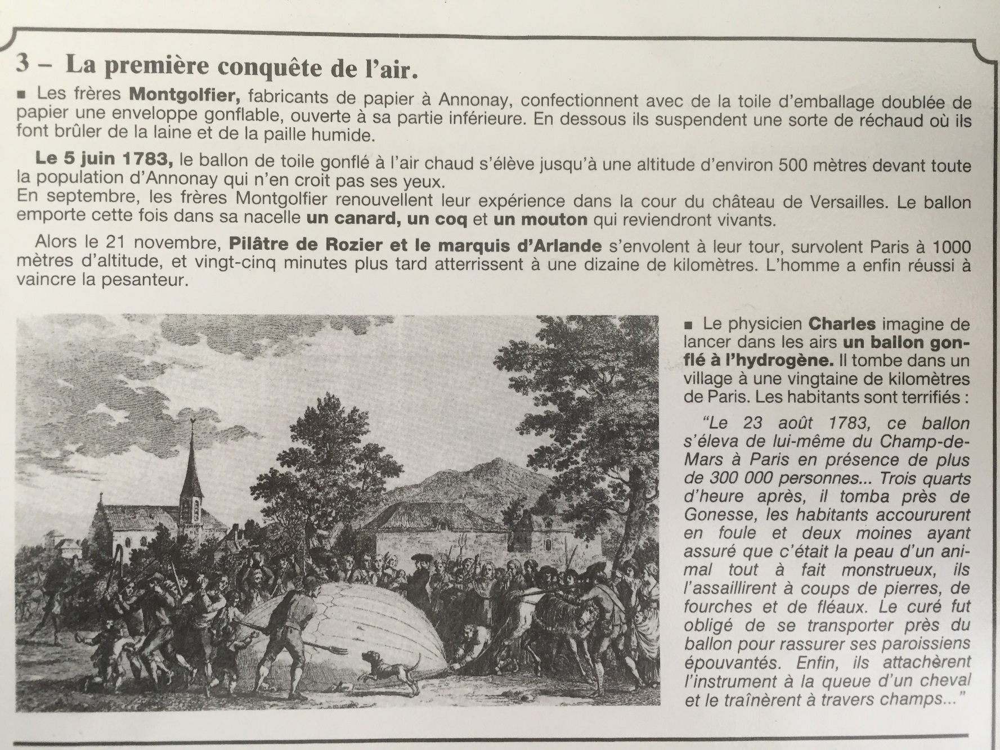 3 – La première conquête de l'air.
▪ Les frères Montgolfier, fabricants de papier à Annonay, confectionnent avec de la toile d'emballage doublée de
papier une enveloppe gonflable, ouverte à sa partie inférieure. En dessous ils suspendent une sorte de réchaud où ils
font brûler de la laine et de la paille humide.
Le 5 juin 1783, le ballon de toile gonflé à l'air chaud s'élève jusqu'à une altitude d'environ 500 mètres devant toute
la population d'Annonay qui n'en croit pas ses yeux.
En septembre, les frères Montgolfier renouvellent leur expérience dans la cour du château de Versailles. Le ballon
emporte cette fois dans sa nacelle un canard, un coq et un mouton qui reviendront vivants.
Alors le 21 novembre, Pilâtre de Rozier et le marquis d'Arlande s'envolent à leur tour, survolent Paris à 1000
mètres d'altitude, et vingt-cinq minutes plus tard atterrissent à une dizaine de kilomètres. L'homme a enfin réussi à
vaincre la pesanteur.
▪ Le physicien Charles imagine de
lancer dans les airs un ballon gon-
flé à l'hydrogène. Il tombe dans un
village à une vingtaine de kilomètres
de Paris. Les habitants sont terrifiés :
“Le 23 août 1783, ce ballon
s'éleva de lui-même du Champ-de-
Mars à Paris en présence de plus
de 300 000 personnes... Trois quarts
d'heure après, il tomba près de
Gonesse, les habitants accoururent
en foule et deux moines ayant
assuré que c'était la peau d'un ani-
mal tout à fait monstrueux, ils
l'assaillirent à coups de pierres, de
fourches et de fléaux. Le curé fut
obligé de se transporter près du
ballon pour rassurer ses paroissiens
épouvantés. Enfin, ils attachèrent
l'instrument à la queue d'un cheval
et le traînèrent à travers champs...”